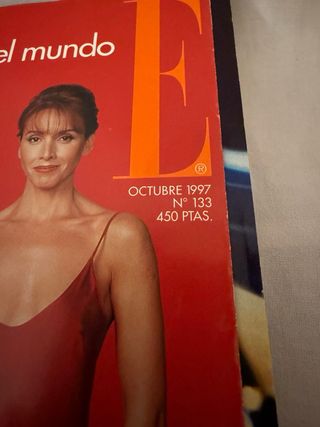 el mundo
E®
OCTUBRE 1997
Nº 133
450 PTAS.